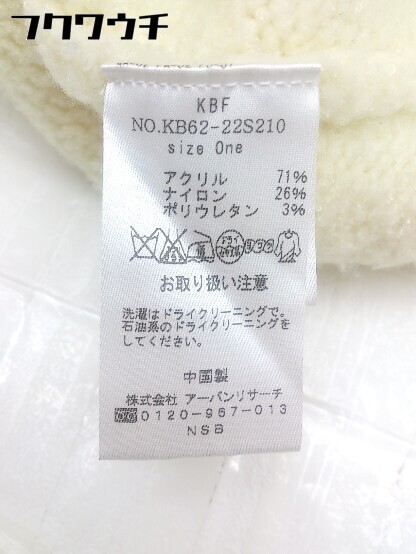 フクワウチ
KBF
NO.KB62-22S210
size One
アクリル 71%
ナイロン 26%
ポリウレタン 3%
お取り扱い注意
洗濯はドライクリーニングで。
石油系のドライクリーニングを
してください。
中国製
株式会社 アーバンリサーチ
0120-967-013
NSB